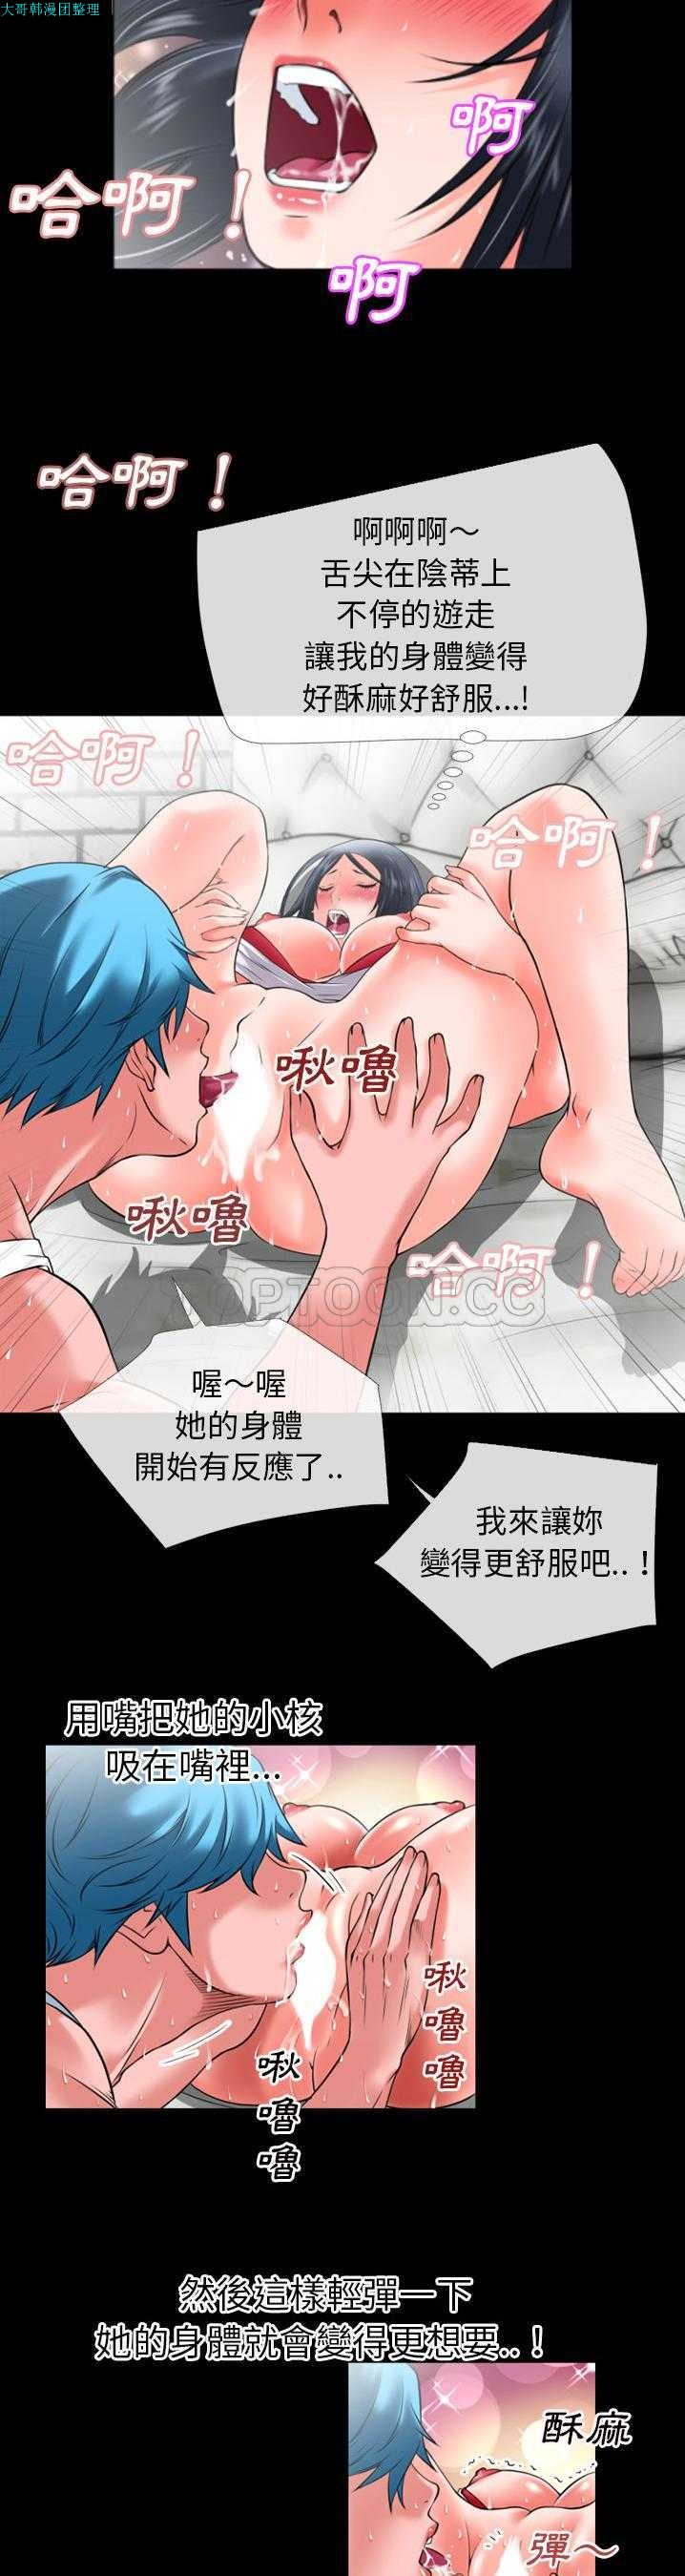 大哥韩漫团整理
啊
哈啊！
啊
哈啊！
啊啊啊～
舌尖在陰蒂上
不停的遊走
讓我的身體變得
好酥麻好舒服...!
哈啊！
哈啊！
啾嚕
啾嚕
哈啊！
TOPTOON.CC
喔～喔
她的身體
開始有反應了..
我來讓妳
變得更舒服吧..！
用嘴把她的小核
吸在嘴裡...
啾嚕嚕
啾嚕嚕
然後這樣輕彈一下
她的身體就會變得更想要..！
酥麻
彈～